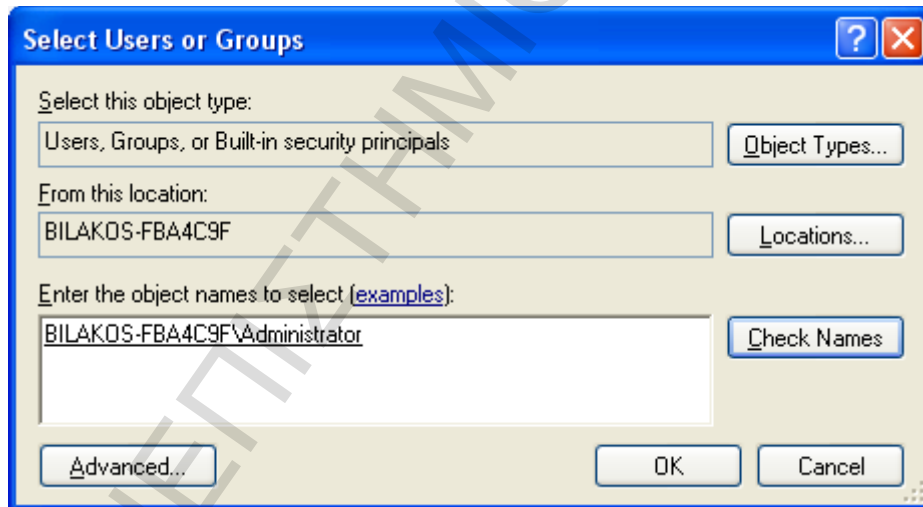 Select Users or Groups
Select this object type:
Users, Groups, or Built-in security principals
Object Types...
From this location:
BILAKOS-FBA4C9F
Locations...
Enter the object names to select (examples):
BILAKOS-FBA4C9F\Administrator
Check Names
Advanced...
OK
Cancel